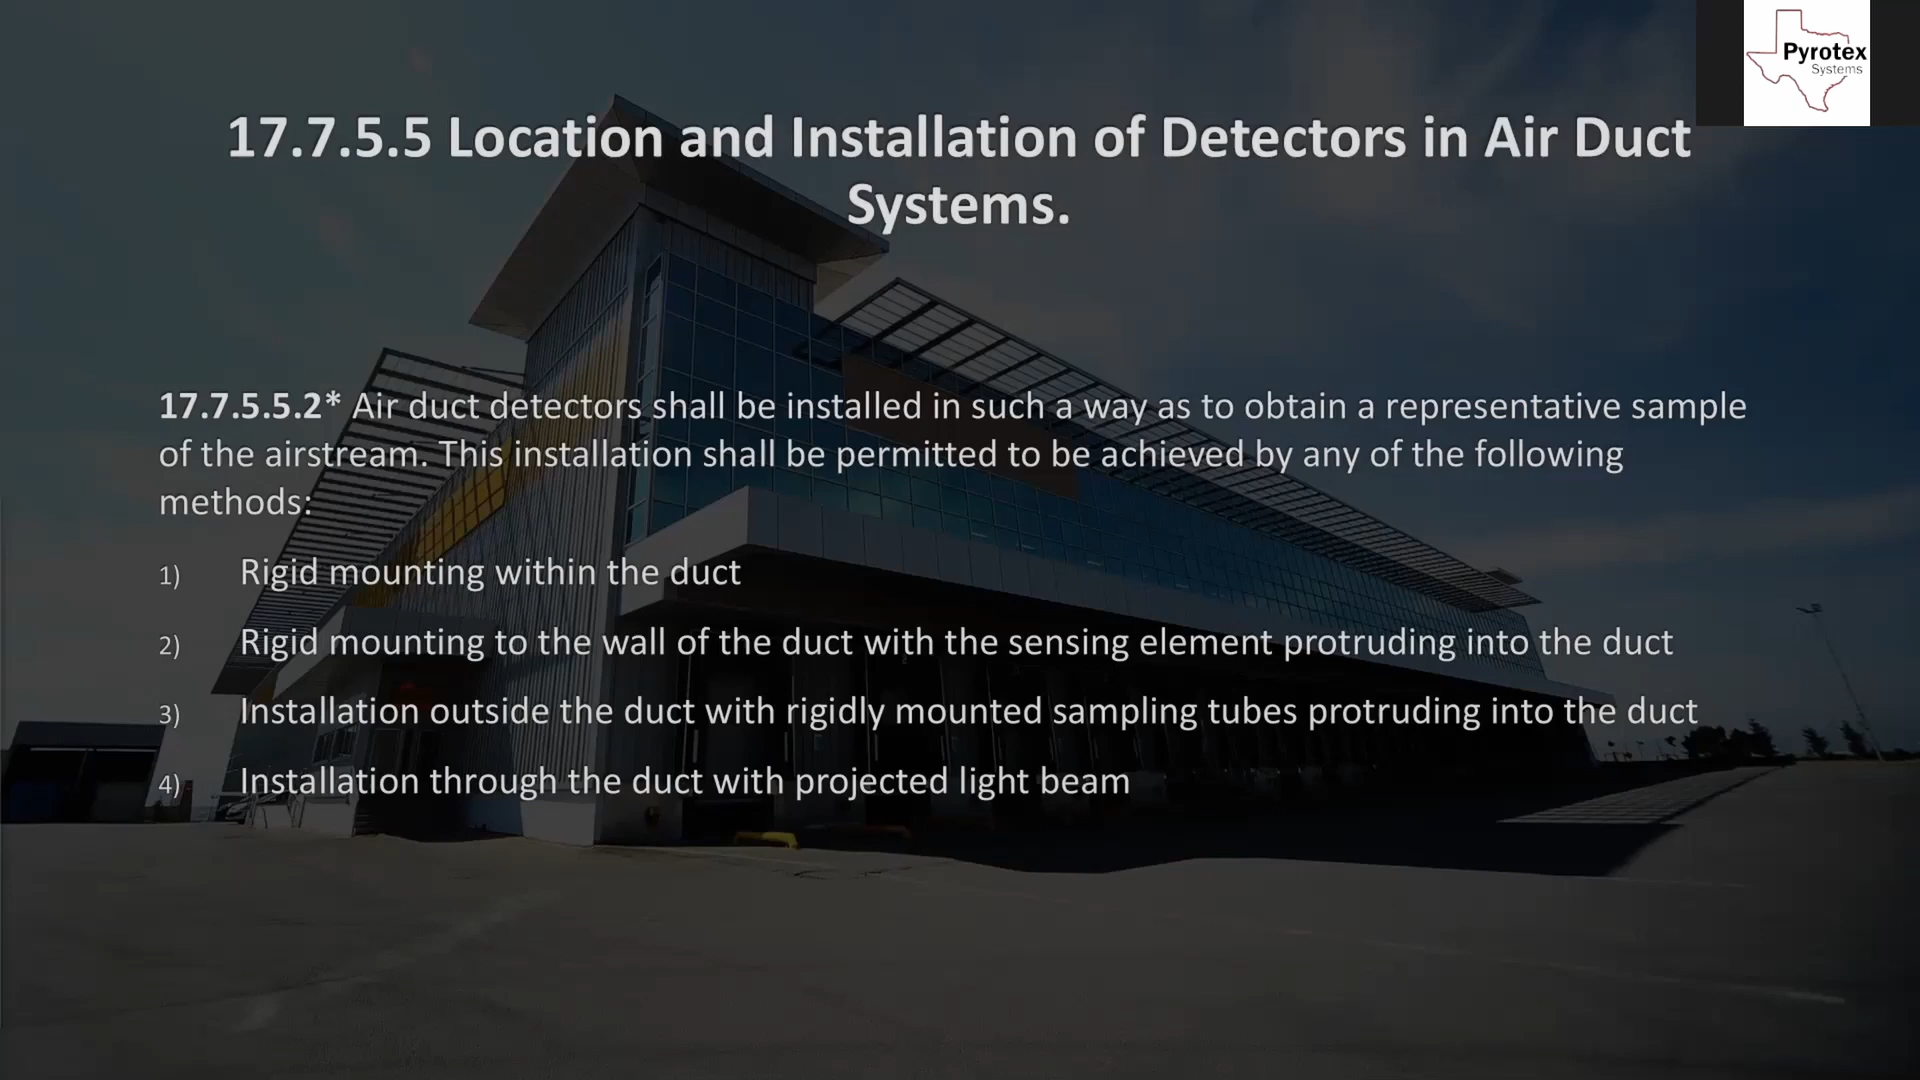 Pyrotex
Systems
17.7.5.5 Location and Installation of Detectors in Air Duct
Systems.
17.7.5.5.2* Air duct detectors shall be installed in such a way as to obtain a representative sample
of the airstream. This installation shall be permitted to be achieved by any of the following
methods:
1) Rigid mounting within the duct
2) Rigid mounting to the wall of the duct with the sensing element protruding into the duct
3) Installation outside the duct with rigidly mounted sampling tubes protruding into the duct
4) Installation through the duct with projected light beam